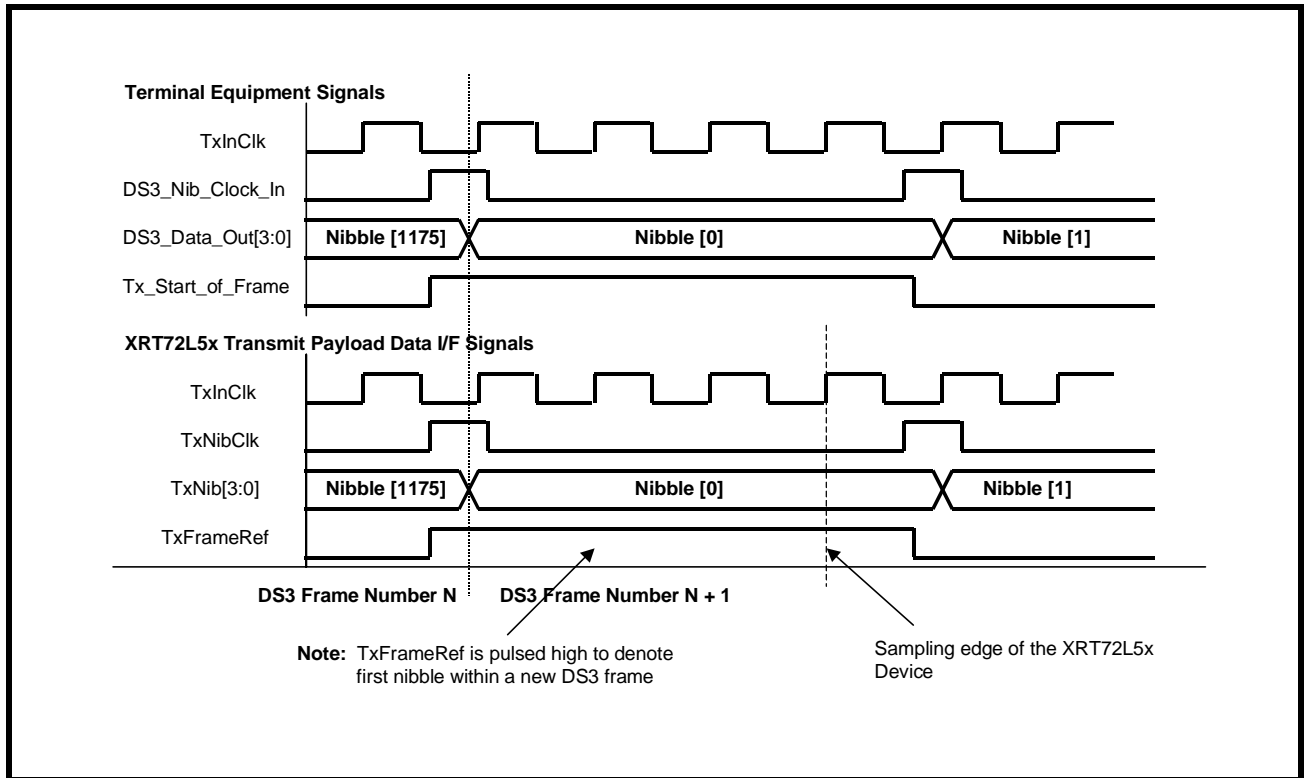 Terminal Equipment Signals
TxInClk
DS3_Nib_Clock_In
DS3_Data_Out[3:0]
Nibble [1175]
Nibble [0]
Nibble [1]
Tx_Start_of_Frame
XRT72L5x Transmit Payload Data I/F Signals
TxInClk
TxNibClk
TxNib[3:0]
Nibble [1175]
Nibble [0]
Nibble [1]
TxFrameRef
DS3 Frame Number N
DS3 Frame Number N + 1
Note: TxFrameRef is pulsed high to denote
first nibble within a new DS3 frame
Sampling edge of the XRT72L5x
Device